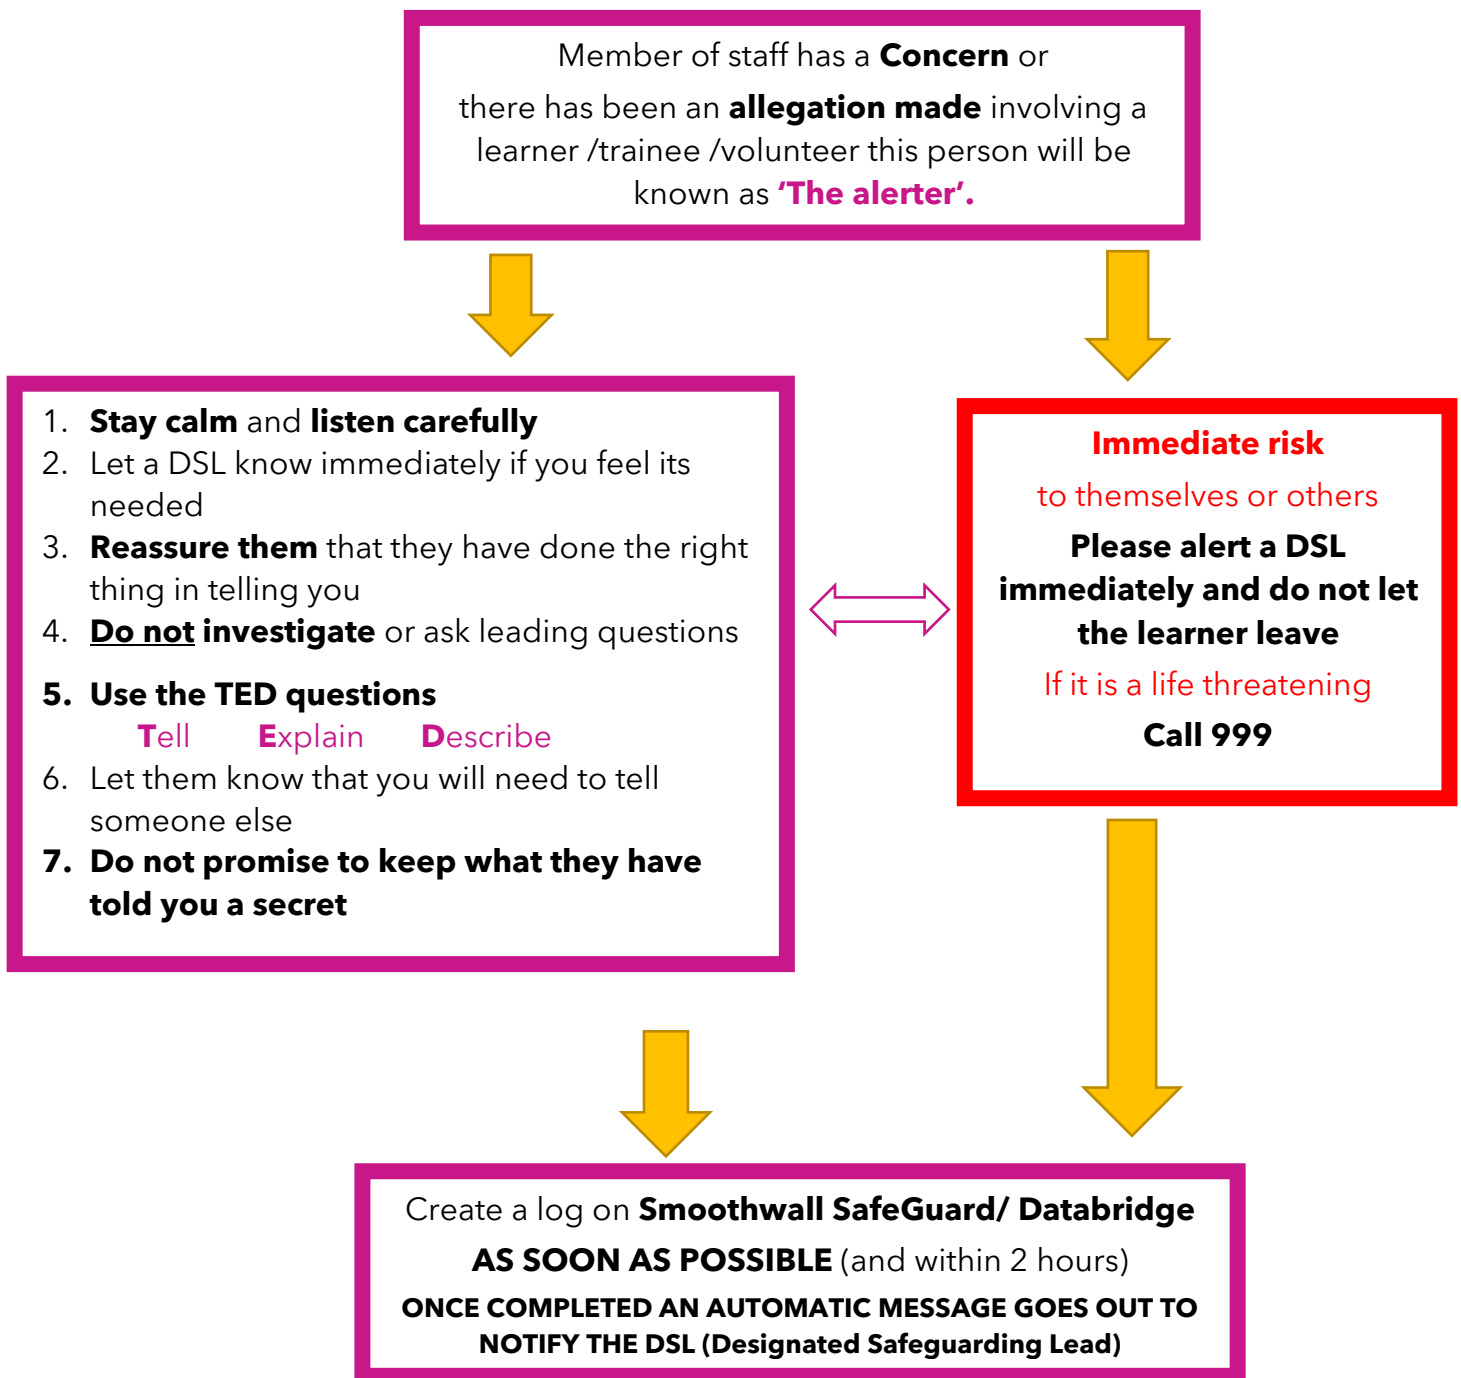 Member of staff has a Concern or
there has been an allegation made involving a
learner /trainee /volunteer this person will be
known as ‘The alerter’.
1. Stay calm and listen carefully
2. Let a DSL know immediately if you feel its
needed
3. Reassure them that they have done the right
thing in telling you
4. Do not investigate or ask leading questions
5. Use the TED questions
Tell Explain Describe
6. Let them know that you will need to tell
someone else
7. Do not promise to keep what they have
told you a secret
Immediate risk
to themselves or others
Please alert a DSL
immediately and do not let
the learner leave
If it is a life threatening
Call 999
Create a log on Smoothwall SafeGuard/ Databridge
AS SOON AS POSSIBLE (and within 2 hours)
ONCE COMPLETED AN AUTOMATIC MESSAGE GOES OUT TO
NOTIFY THE DSL (Designated Safeguarding Lead)